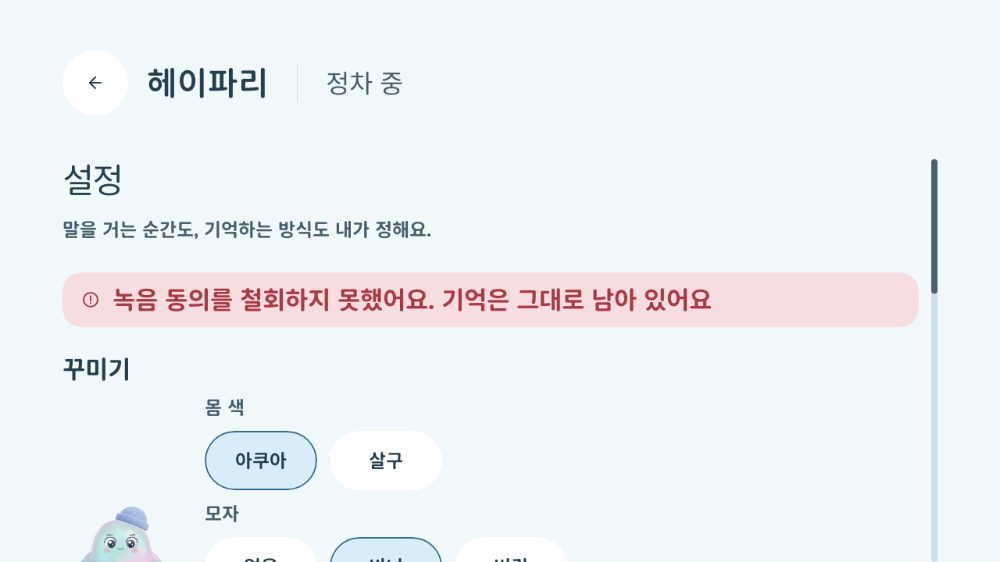 헤이파리
정차 중
설정
말을 거는 순간도, 기억하는 방식도 내가 정해요.
녹음 동의를 철회하지 못했어요. 기억은 그대로 남아 있어요
꾸미기
몸 색
아쿠아
살구
모자